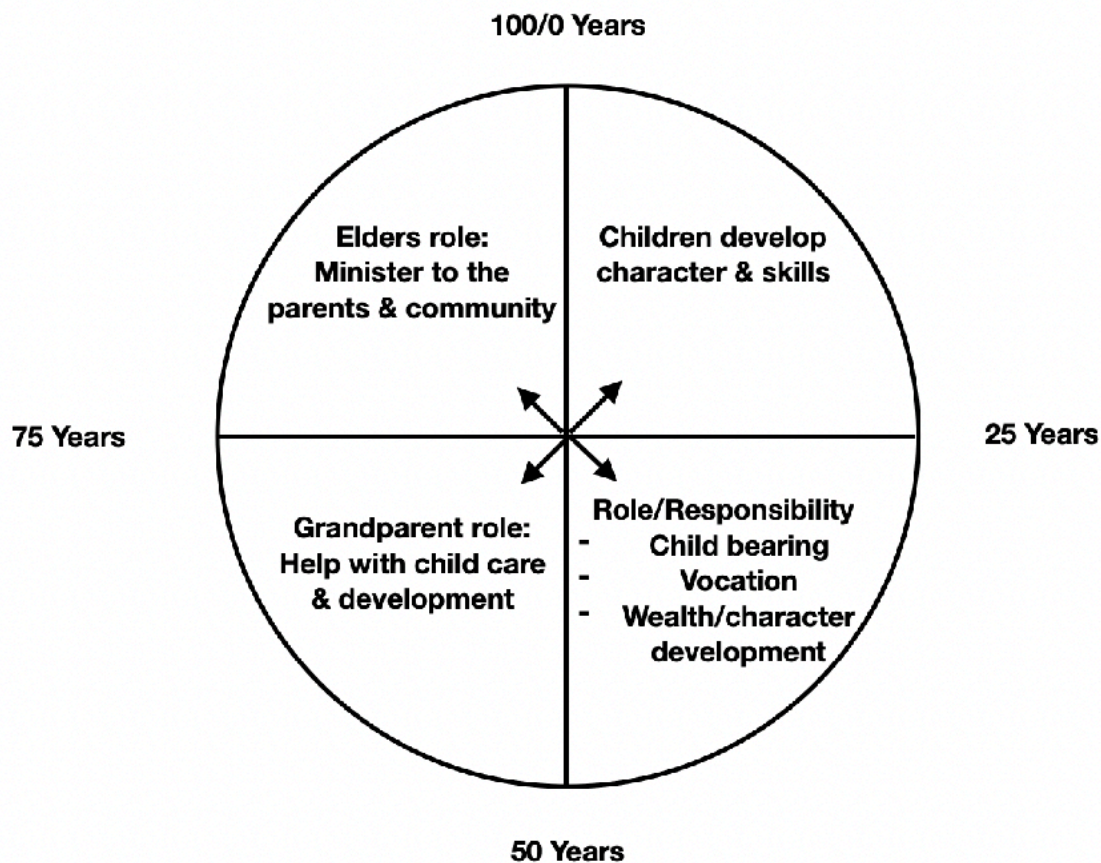 100/0 Years
Elders role:
Minister to the
parents & community
Children develop
character & skills
75 Years
25 Years
Grandparent role:
Help with child care
& development
Role/Responsibility
- Child bearing
- Vocation
- Wealth/character
development
50 Years